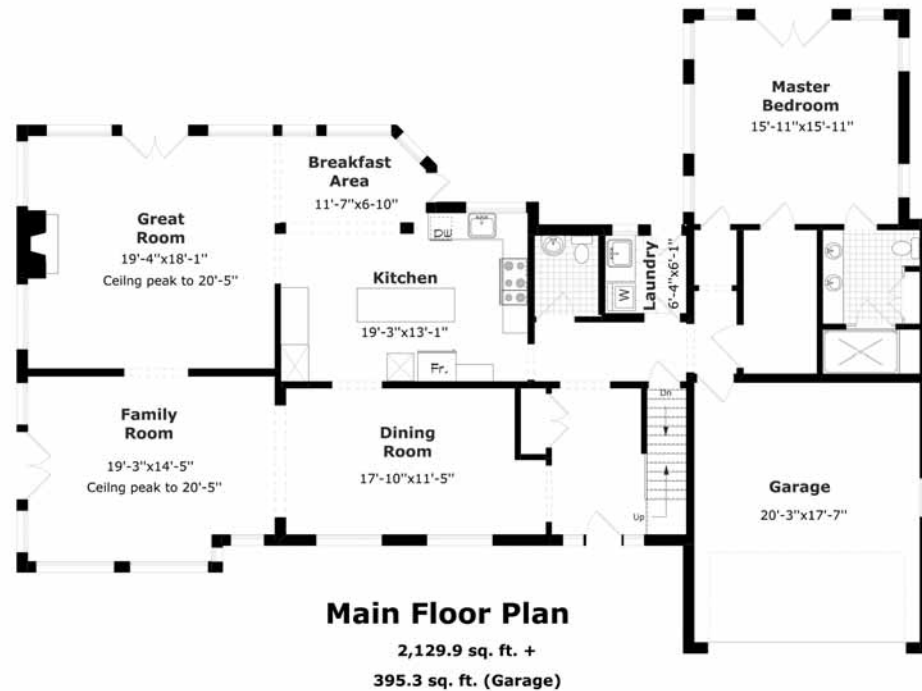 Master
Bedroom
15'-11"x15'-11"
Breakfast
Area
11'-7"x6-10"
Great
Room
19'-4"x18'-1"
Ceilng peak to 20'-5"
DW
Kitchen
19'-3"x13'-1"
Fr.
W
Laundry
6'-4"x6'-1"
Family
Room
19'-3"x14'-5"
Ceilng peak to 20'-5"
Dining
Room
17'-10"x11'-5"
Dn
Up
Garage
20'-3"x17'-7"
Main Floor Plan
2,129.9 sq. ft. +
395.3 sq. ft. (Garage)